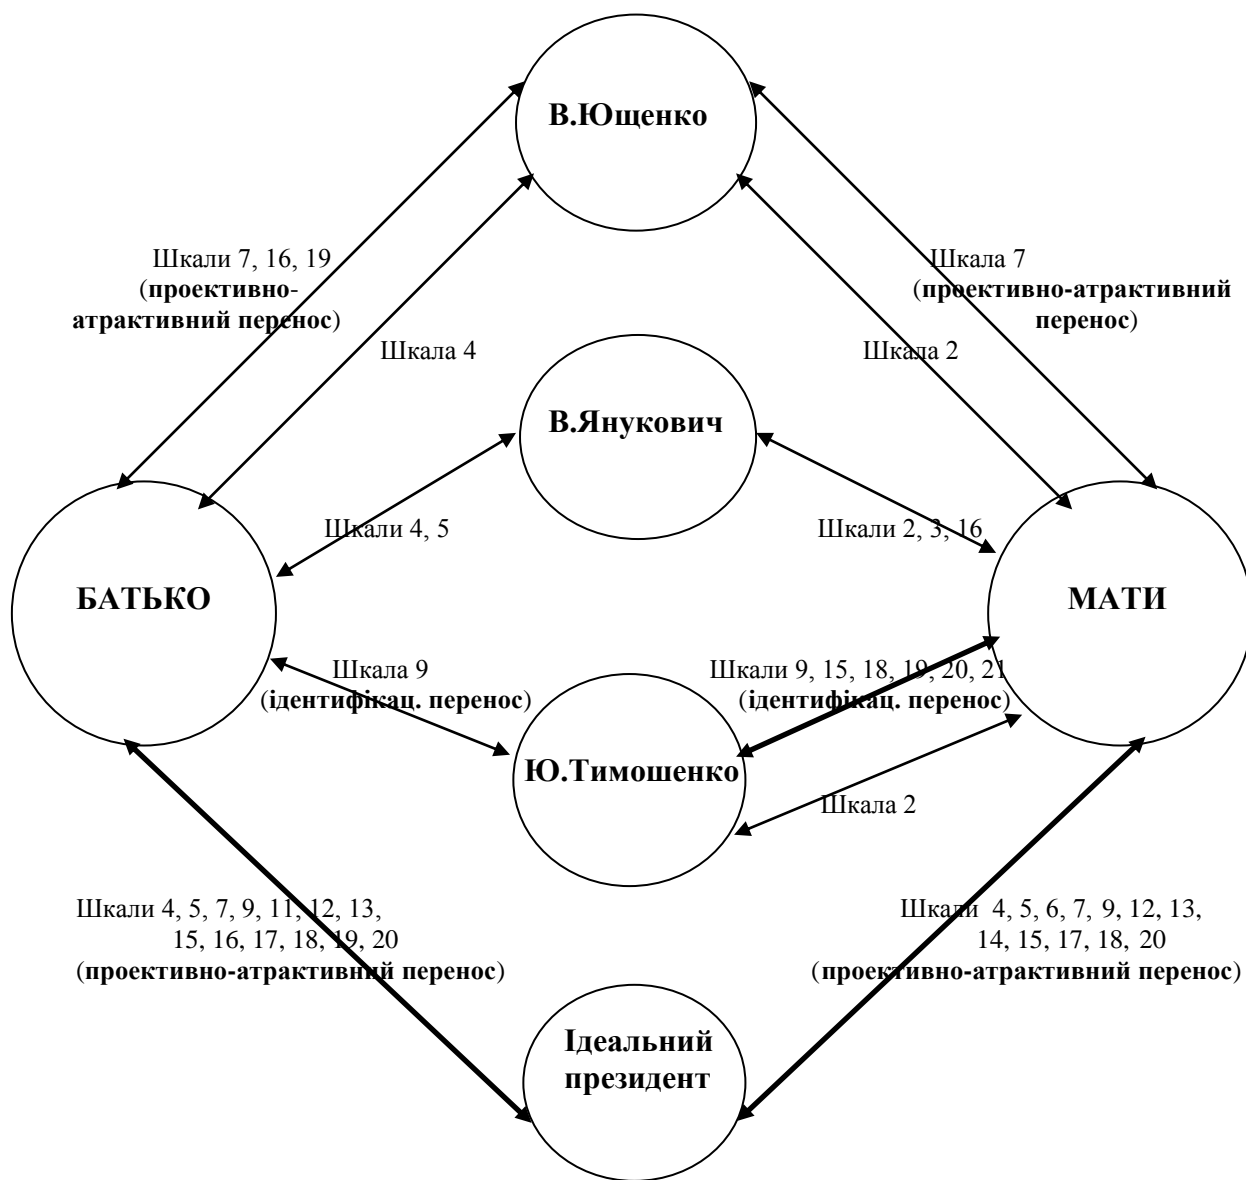 В.Ющенко
Шкали 7, 16, 19
(проективно-
атрактивний перенос)
Шкала 7
(проективно-атрактивний
перенос)
Шкала 4
Шкала 2
В.Янукович
Шкали 4, 5
Шкали 2, 3, 16
БАТЬКО
МАТИ
Шкала 9
(ідентифікац. перенос)
Шкали 9, 15, 18, 19, 20, 21
(ідентифікац. перенос)
Ю.Тимошенко
Шкала 2
Шкали 4, 5, 7, 9, 11, 12, 13,
15, 16, 17, 18, 19, 20
(проективно-атрактивний перенос)
Шкали 4, 5, 6, 7, 9, 12, 13,
14, 15, 17, 18, 20
(проективно-атрактивний перенос)
Ідеальний
президент